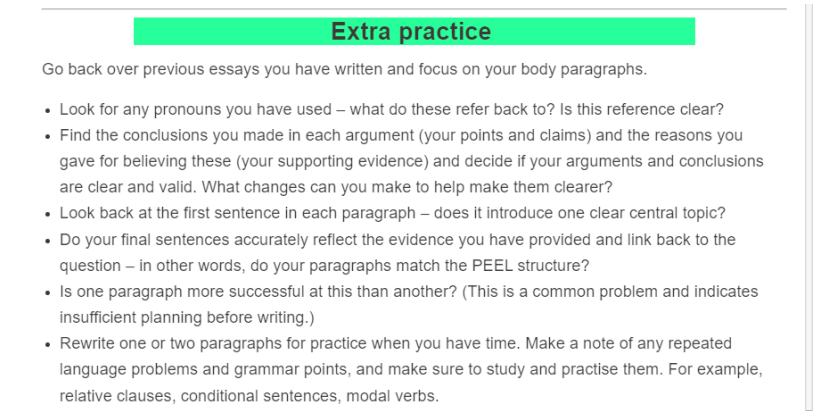 Extra practice
Go back over previous essays you have written and focus on your body paragraphs.
• Look for any pronouns you have used – what do these refer back to? Is this reference clear?
• Find the conclusions you made in each argument (your points and claims) and the reasons you
gave for believing these (your supporting evidence) and decide if your arguments and conclusions
are clear and valid. What changes can you make to help make them clearer?
• Look back at the first sentence in each paragraph – does it introduce one clear central topic?
• Do your final sentences accurately reflect the evidence you have provided and link back to the
question – in other words, do your paragraphs match the PEEL structure?
• Is one paragraph more successful at this than another? (This is a common problem and indicates
insufficient planning before writing.)
• Rewrite one or two paragraphs for practice when you have time. Make a note of any repeated
language problems and grammar points, and make sure to study and practise them. For example,
relative clauses, conditional sentences, modal verbs.